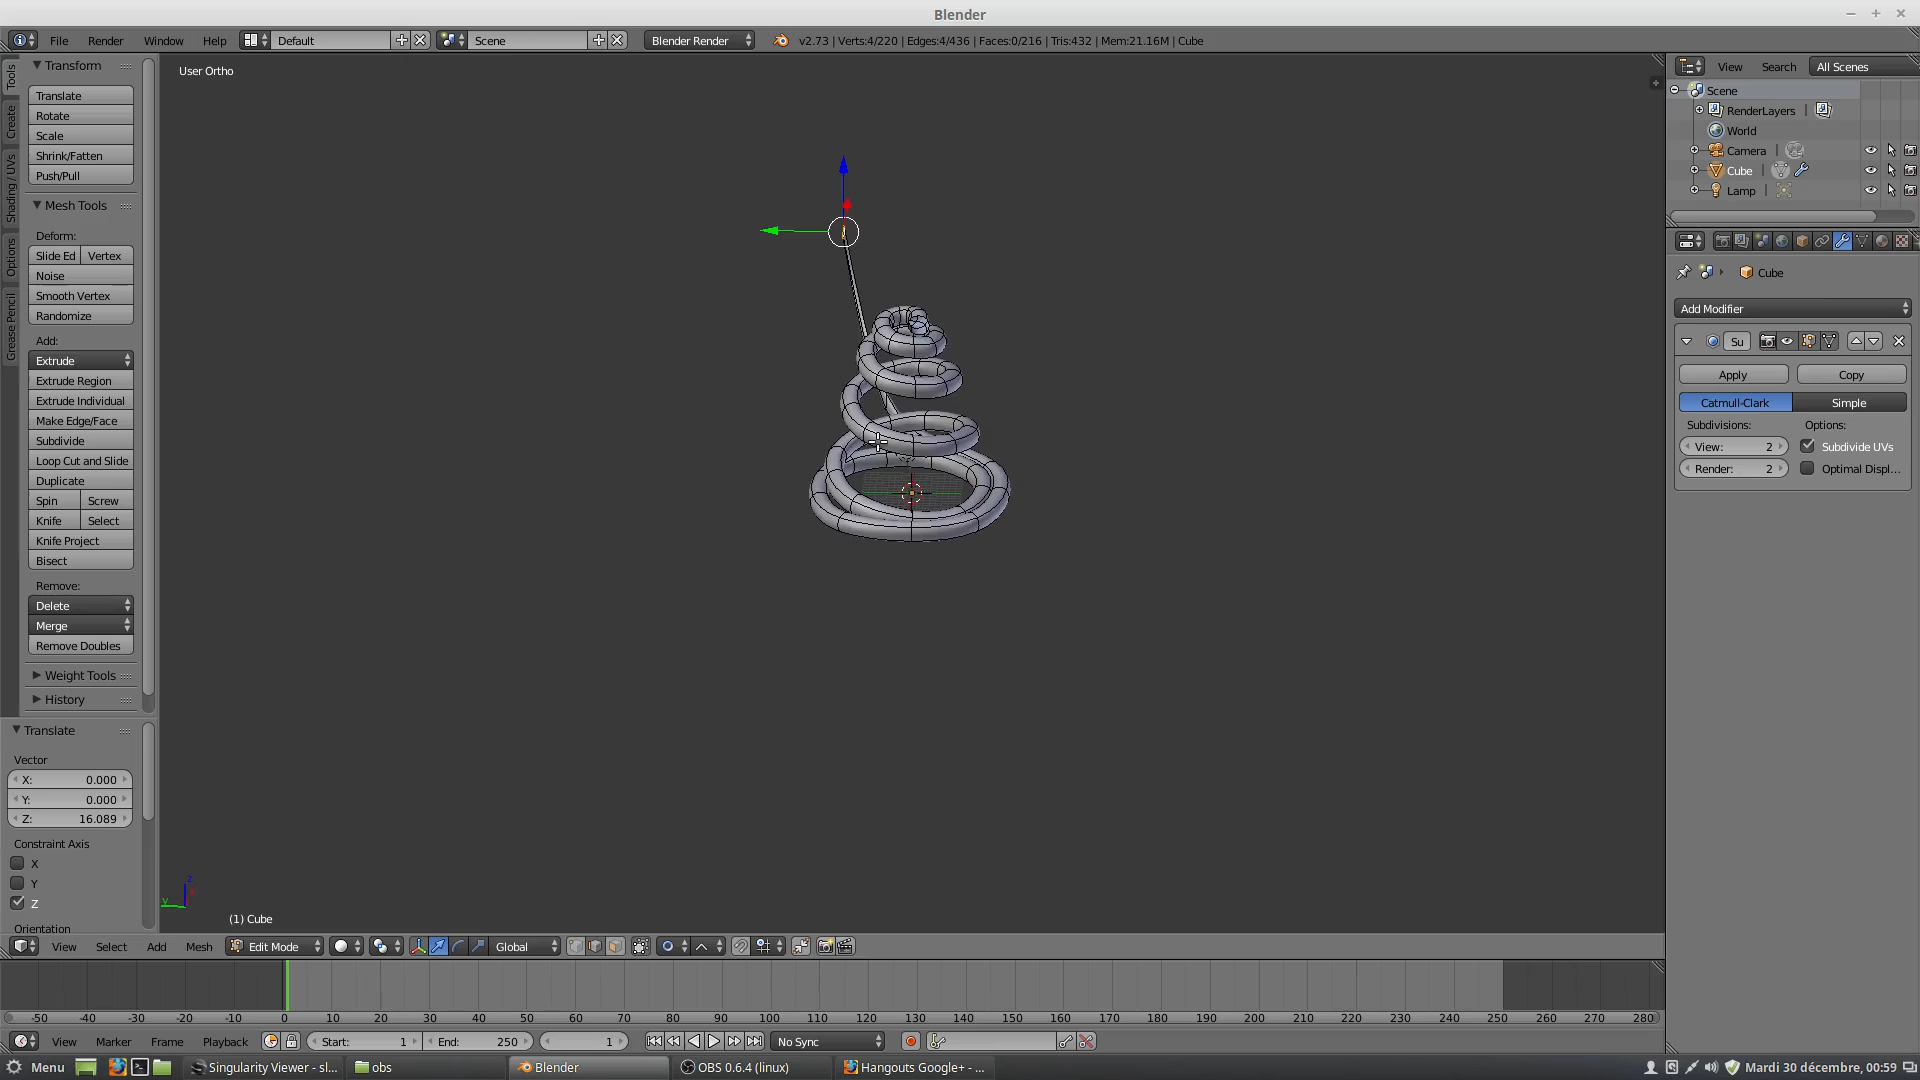 Blender
File Render Window Help Default Scene Blender Render v2.73 | Verts:4/220 | Edges:4/436 | Faces:0/216 | Tris:432 | Mem:21.16M | Cube
Tools
Create
Shading / UVs
Options
Grease Pencil
Transform
Translate
Rotate
Scale
Shrink/Fatten
Push/Pull
Mesh Tools
Deform:
Slide Ed Vertex
Noise
Smooth Vertex
Randomize
Add:
Extrude
Extrude Region
Extrude Individual
Make Edge/Face
Subdivide
Loop Cut and Slide
Duplicate
Spin Screw
Knife Select
Knife Project
Bisect
Remove:
Delete
Merge
Remove Doubles
Weight Tools
History
Translate
Vector
X: 0.000
Y: 0.000
Z: 16.089
Constraint Axis
X
Y
Z
Orientation
User Ortho
z
y
(1) Cube
View Search All Scenes
Scene
RenderLayers
World
Camera
Cube
Lamp
Cube
Add Modifier
Su
Apply Copy
Catmull-Clark Simple
Subdivisions: Options:
View: 2 Subdivide UVs
Render: 2 Optimal Displ...
View Select Add Mesh Edit Mode Global
-50 -40 -30 -20 -10 0 10 20 30 40 50 60 70 80 90 100 110 120 130 140 150 160 170 180 190 200 210 220 230 240 250 260 270 280
View Marker Frame Playback Start: 1 End: 250 1 No Sync
Menu Singularity Viewer - sl... obs Blender OBS 0.6.4 (linux) Hangouts Google+ - ... Mardi 30 décembre, 00:59